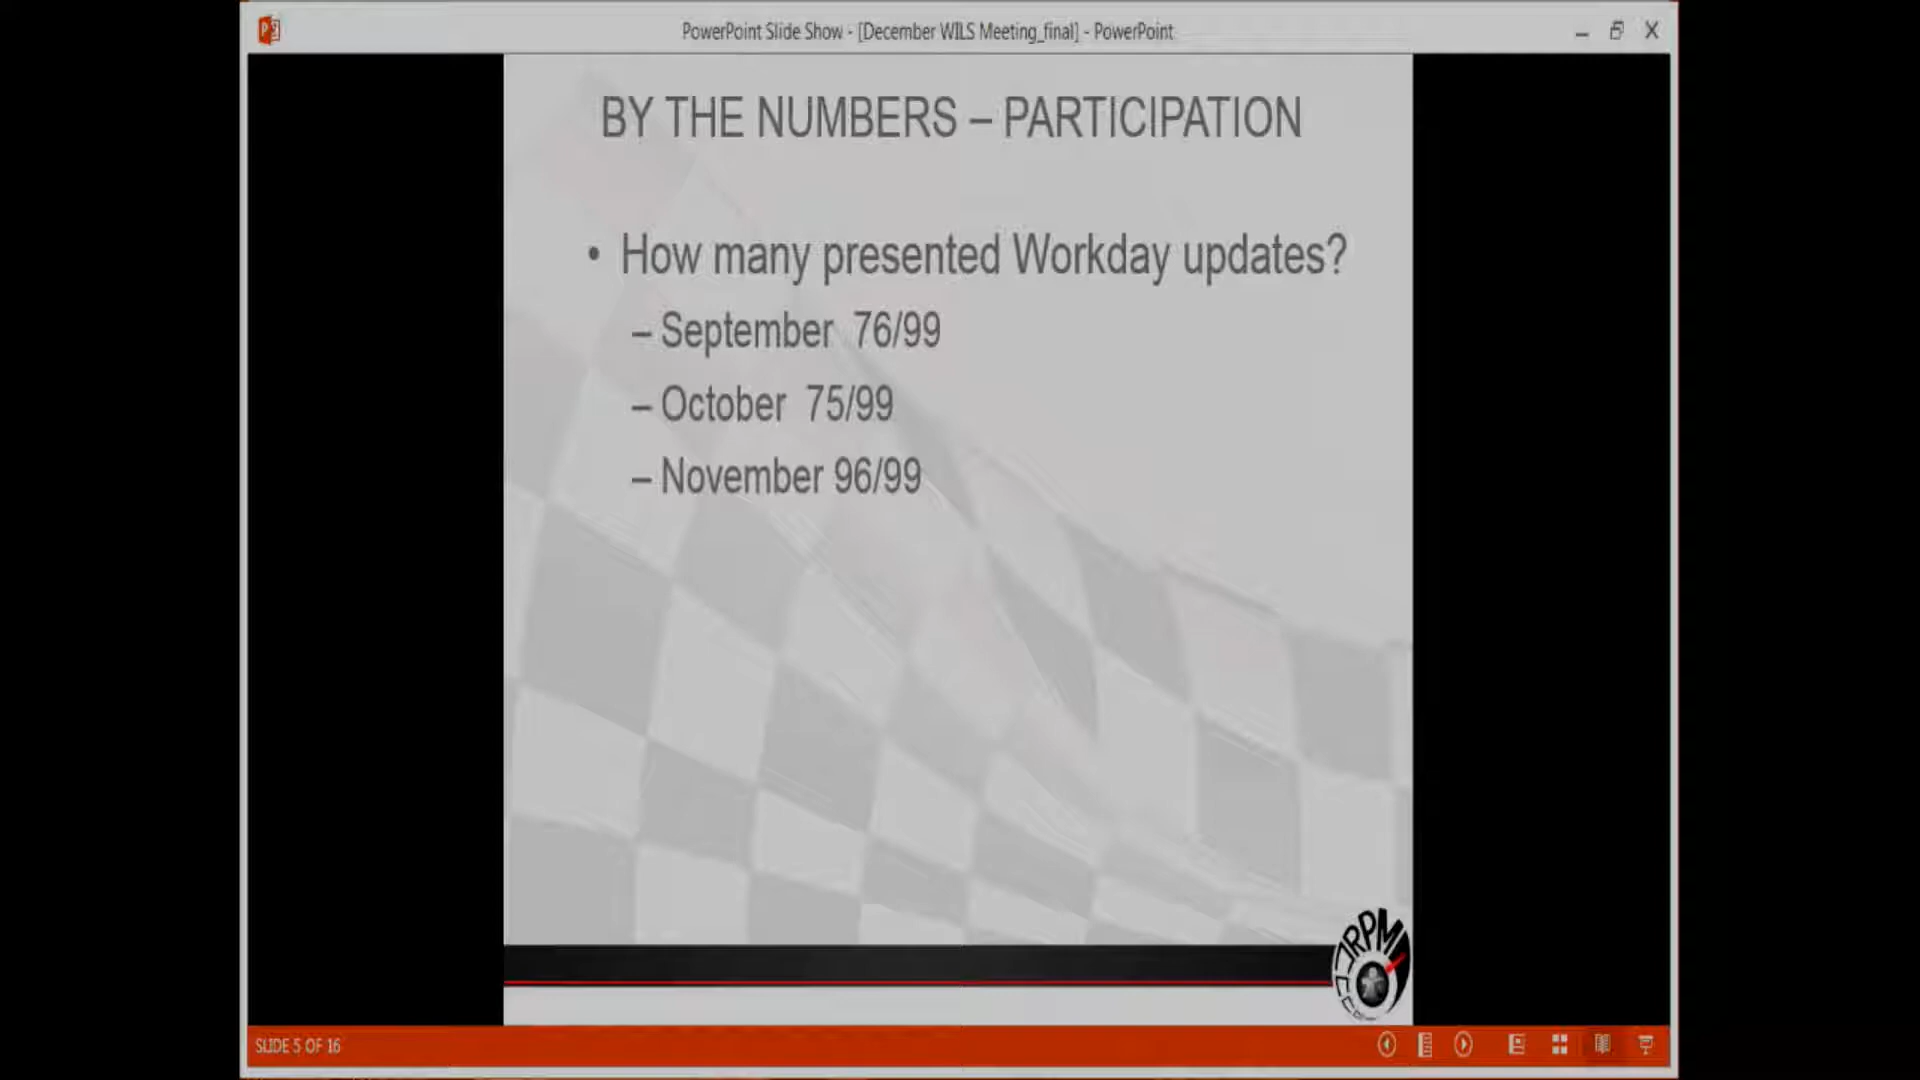 PowerPoint Slide Show - [December WILS Meeting_final] - PowerPoint
BY THE NUMBERS – PARTICIPATION
• How many presented Workday updates?
– September 76/99
– October 75/99
– November 96/99
RPM
SLIDE 5 OF 16